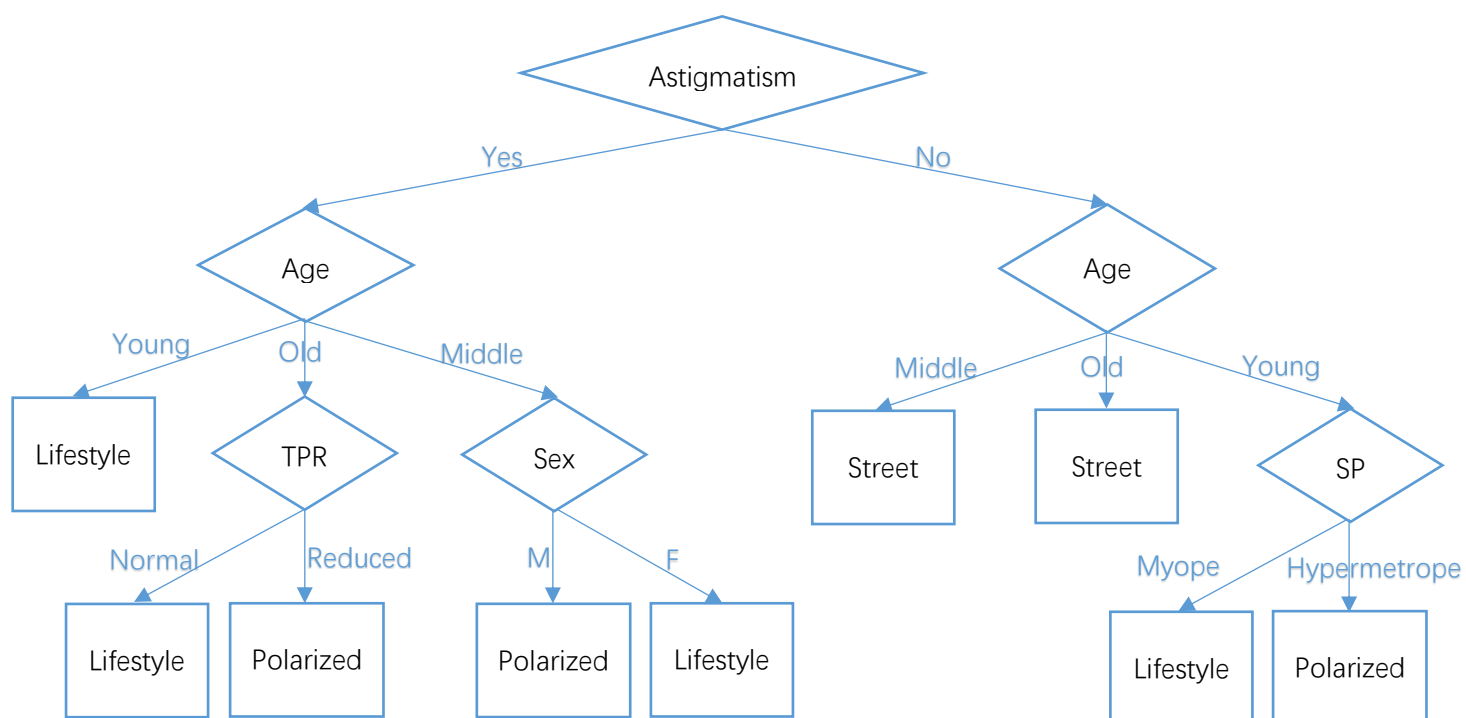 Astigmatism
Yes
No
Age
Age
Young
Old
Middle
Middle
Old
Young
Lifestyle
TPR
Sex
Street
Street
SP
Normal
Reduced
M
F
Myope
Hypermetrope
Lifestyle
Polarized
Polarized
Lifestyle
Lifestyle
Polarized